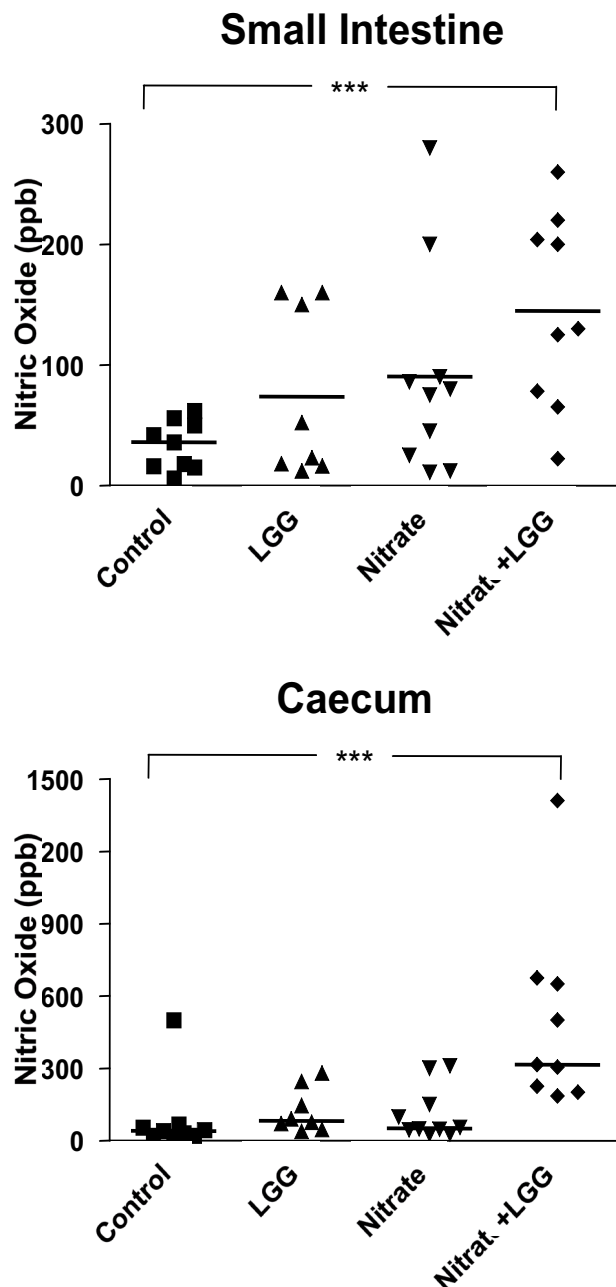 Small Intestine
***
Nitric Oxide (ppb)
300
200
100
0
Control
LGG
Nitrate
Nitrat +LGG
Caecum
***
Nitric Oxide (ppb)
1500
200
900
600
300
0
Control
LGG
Nitrate
Nitrat +LGG